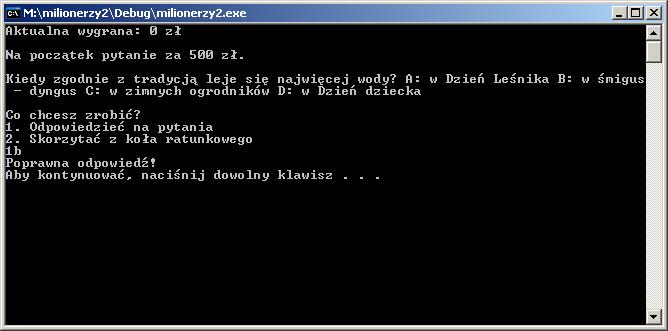 M:\milionerzy2\Debug\milionerzy2.exe
Aktualna wygrana: 0 zł
Na początek pytanie za 500 zł.
Kiedy zgodnie z tradycją leje się najwięcej wody? A: w Dzień Leśnika B: w śmigus
- dyngus C: w zimnych ogrodników D: w Dzień dziecka
Co chcesz zrobić?
1. Odpowiedzieć na pytania
2. Skorzytać z koła ratunkowego
1b
Poprawna odpowiedź!
Aby kontynuować, naciśnij dowolny klawisz . . .